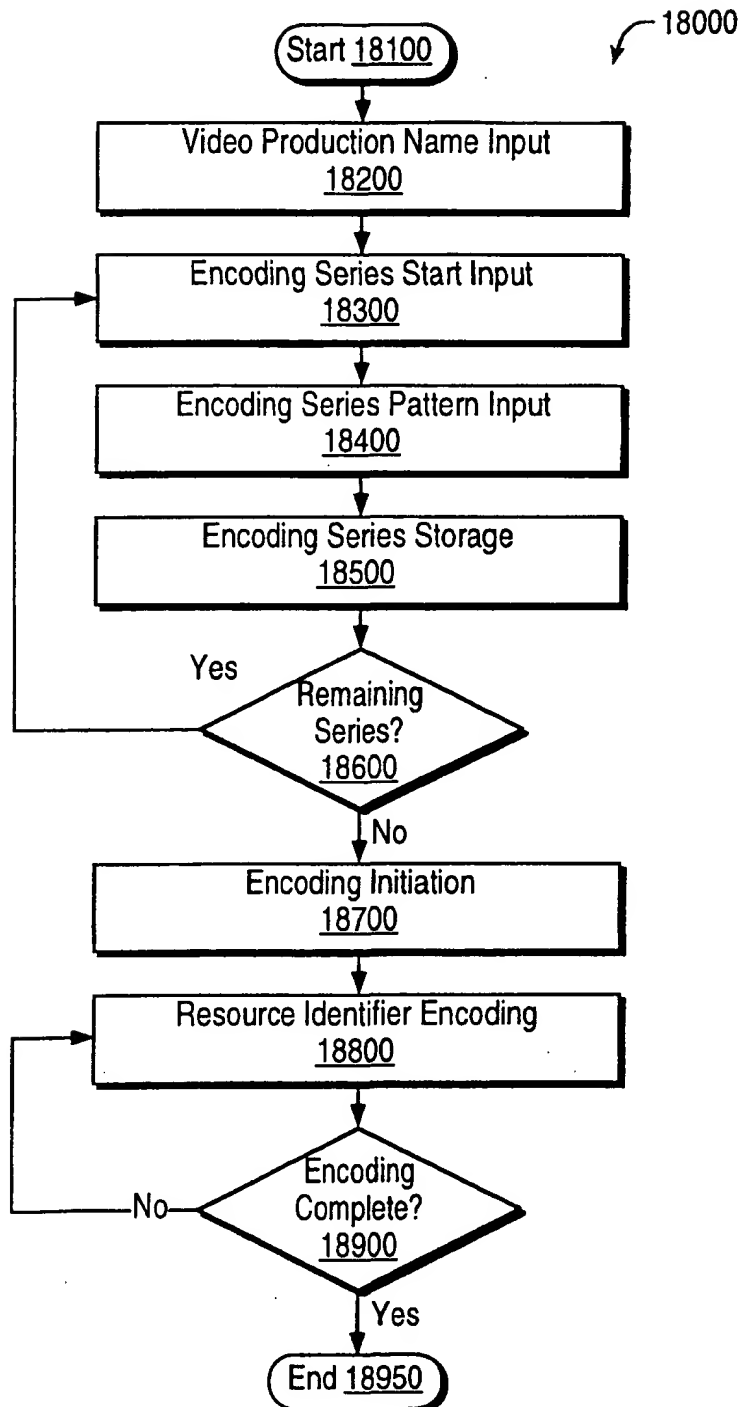 18000
Start 18100
Video Production Name Input
18200
Encoding Series Start Input
18300
Encoding Series Pattern Input
18400
Encoding Series Storage
18500
Yes
Remaining
Series?
18600
No
Encoding Initiation
18700
Resource Identifier Encoding
18800
Encoding
Complete?
18900
No
Yes
End 18950